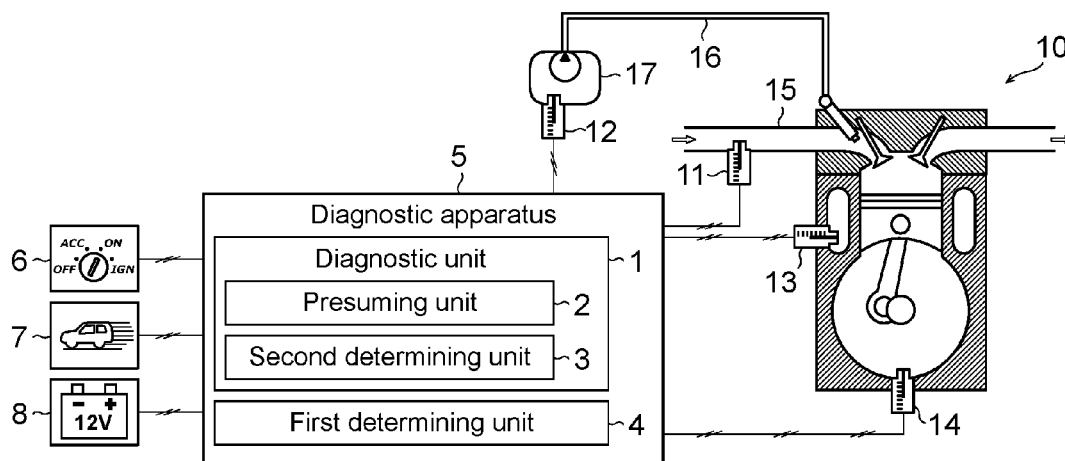 16
10
17
15
12
5
11
Diagnostic apparatus
ACC ON
OFF IGN
6
Diagnostic unit
1
13
Presuming unit
2
7
Second determining unit
3
8
- +
12V
First determining unit
4
14